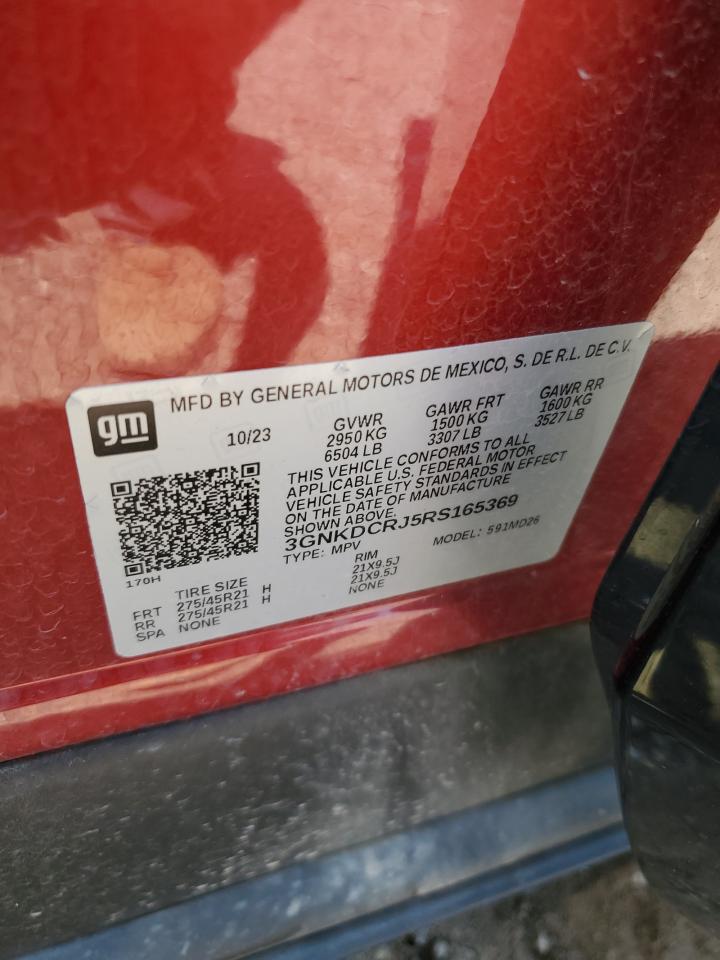 gm
MFD BY GENERAL MOTORS DE MEXICO, S. DE R.L. DE C.V.
10/23
GVWR
2950 KG
6504 LB
GAWR FRT
1500 KG
3307 LB
GAWR RR
1600 KG
3527 LB
THIS VEHICLE CONFORMS TO ALL
APPLICABLE U.S. FEDERAL MOTOR
VEHICLE SAFETY STANDARDS IN EFFECT
ON THE DATE OF MANUFACTURE
SHOWN ABOVE.
3GNKDCRJ5RS165369
TYPE: MPV
MODEL: 591MD26
170H
TIRE SIZE
RIM
FRT 275/45R21 H 21X9.5J
RR 275/45R21 H 21X9.5J
SPA NONE NONE